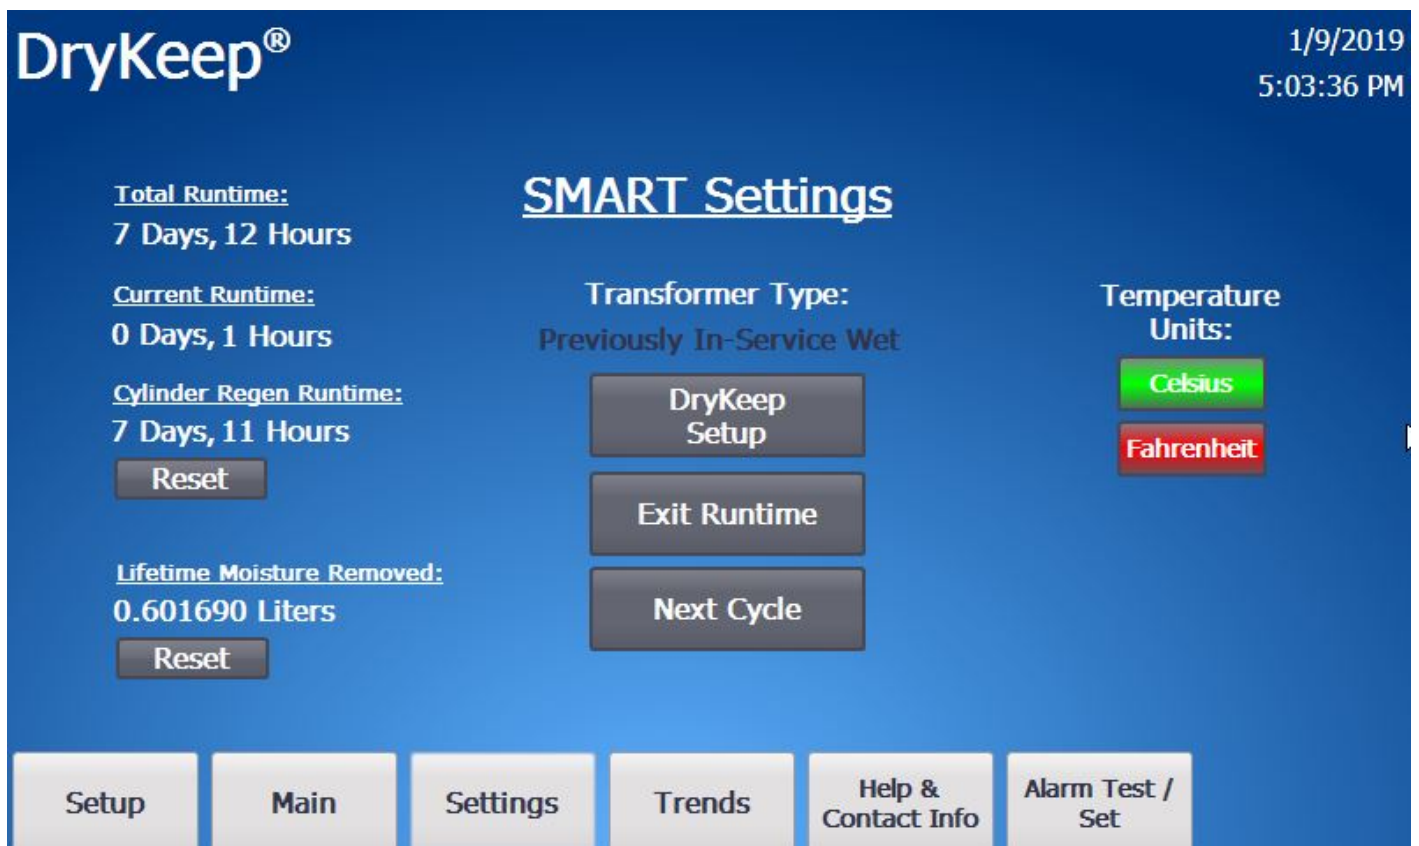 DryKeep®
1/9/2019
5:03:36 PM
SMART Settings
Total Runtime:
7 Days, 12 Hours
Current Runtime:
0 Days, 1 Hours
Cylinder Regen Runtime:
7 Days, 11 Hours
Reset
Lifetime Moisture Removed:
0.601690 Liters
Reset
Transformer Type:
Previously In-Service Wet
DryKeep
Setup
Exit Runtime
Next Cycle
Temperature
Units:
Celsius
Fahrenheit
Setup
Main
Settings
Trends
Help &
Contact Info
Alarm Test /
Set